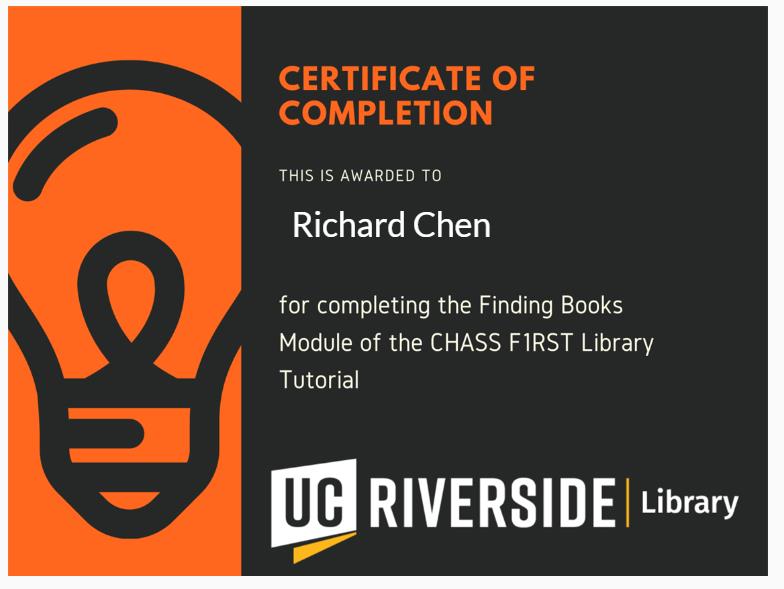 CERTIFICATE OF
COMPLETION
THIS IS AWARDED TO
Richard Chen
for completing the Finding Books
Module of the CHASS F1RST Library
Tutorial
UC RIVERSIDE Library